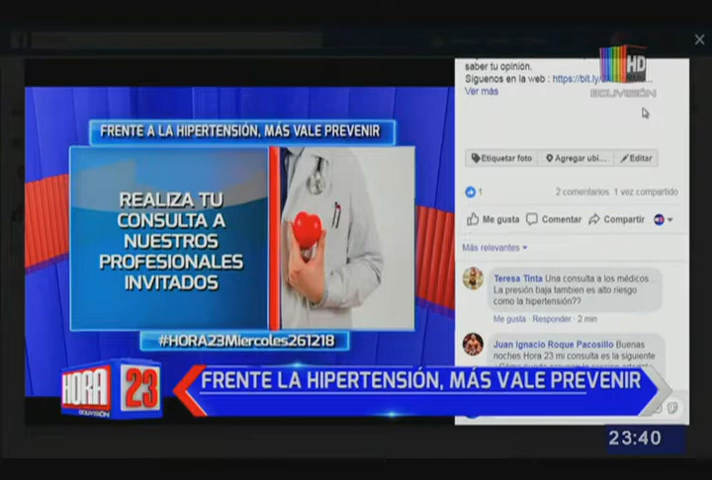 saber tu opinión.
Síguenos en la web : https://bit.ly/
Ver más
HD
BOLIVISIÓN
FRENTE A LA HIPERTENSIÓN, MÁS VALE PREVENIR
REALIZA TU
CONSULTA A
NUESTROS
PROFESIONALES
INVITADOS
#HORA23Miercoles261218
Etiquetar foto
Agregar ubi...
Editar
1
2 comentarios 1 vez compartido
Me gusta Comentar Compartir
Más relevantes
Teresa Tinta Una consulta a los médicos...
La presión baja tambien es alto riesgo
como la hipertensión??
Me gusta · Responder · 2 min
Juan Ignacio Roque Pacosillo Buenas
noches Hora 23 mi consulta es la siguiente
HORA 23
BOLIVISIÓN
FRENTE LA HIPERTENSIÓN, MÁS VALE PREVENIR
23:40